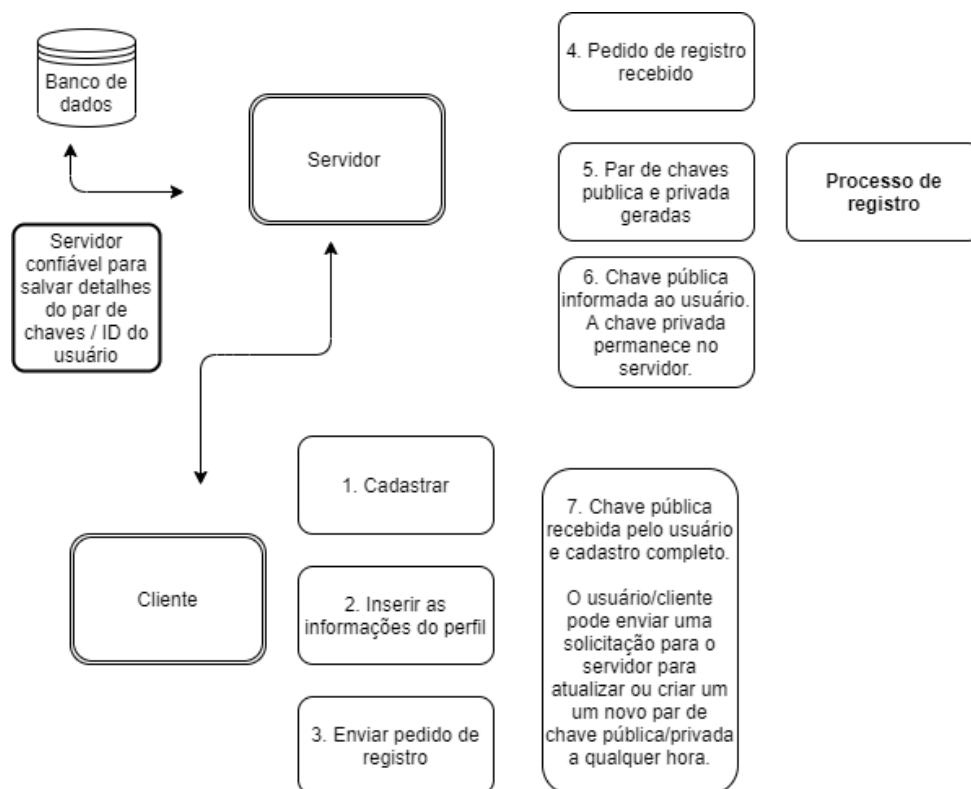 Banco de
dados
Servidor
Servidor
confiável para
salvar detalhes
do par de
chaves / ID do
usuário
4. Pedido de registro
recebido
5. Par de chaves
publica e privada
geradas
Processo de
registro
6. Chave pública
informada ao usuário.
A chave privada
permanece no
servidor.
Cliente
1. Cadastrar
2. Inserir as
informações do perfil
3. Enviar pedido de
registro
7. Chave pública
recebida pelo usuário
e cadastro completo.
O usuário/cliente
pode enviar uma
solicitação para o
servidor para
atualizar ou criar um
um novo par de
chave pública/privada
a qualquer hora.